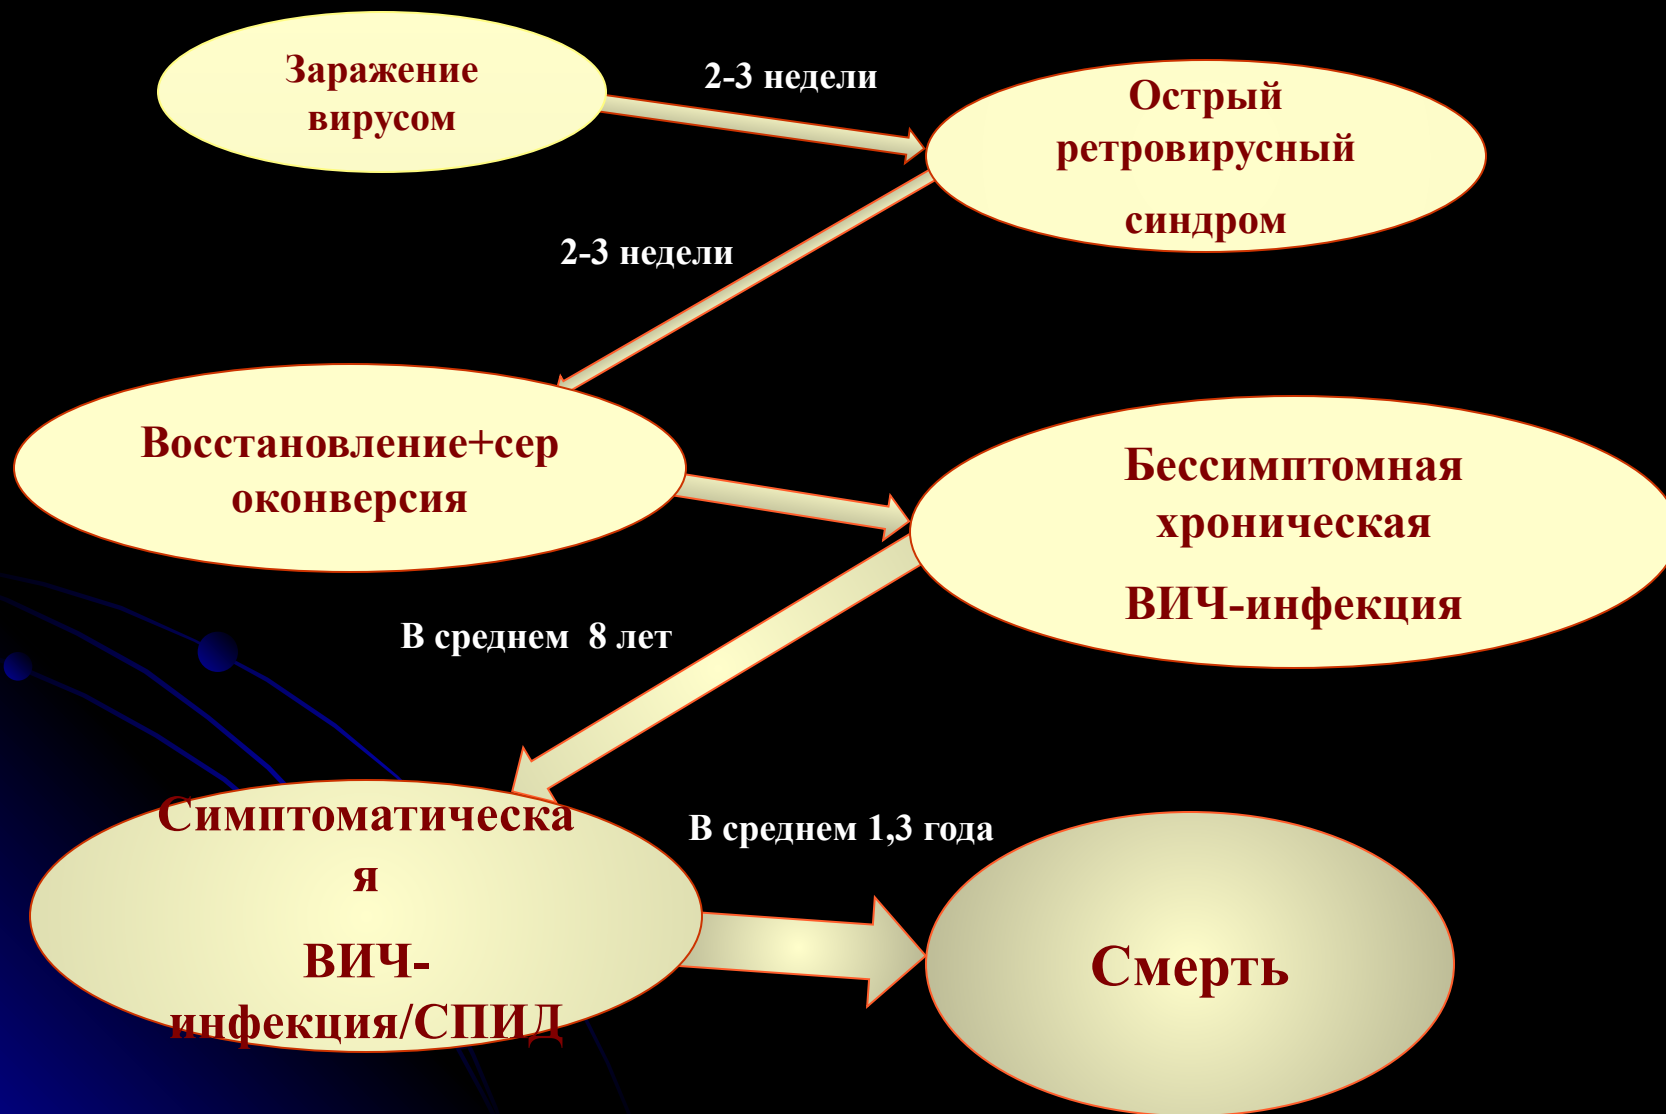 Заражение
вирусом
2-3 недели
Острый
ретровирусный
синдром
2-3 недели
Восстановление+сер
оконверсия
Бессимптомная
хроническая
ВИЧ-инфекция
В среднем 8 лет
Симптоматическа
я
ВИЧ-
инфекция/СПИД
В среднем 1,3 года
Смерть